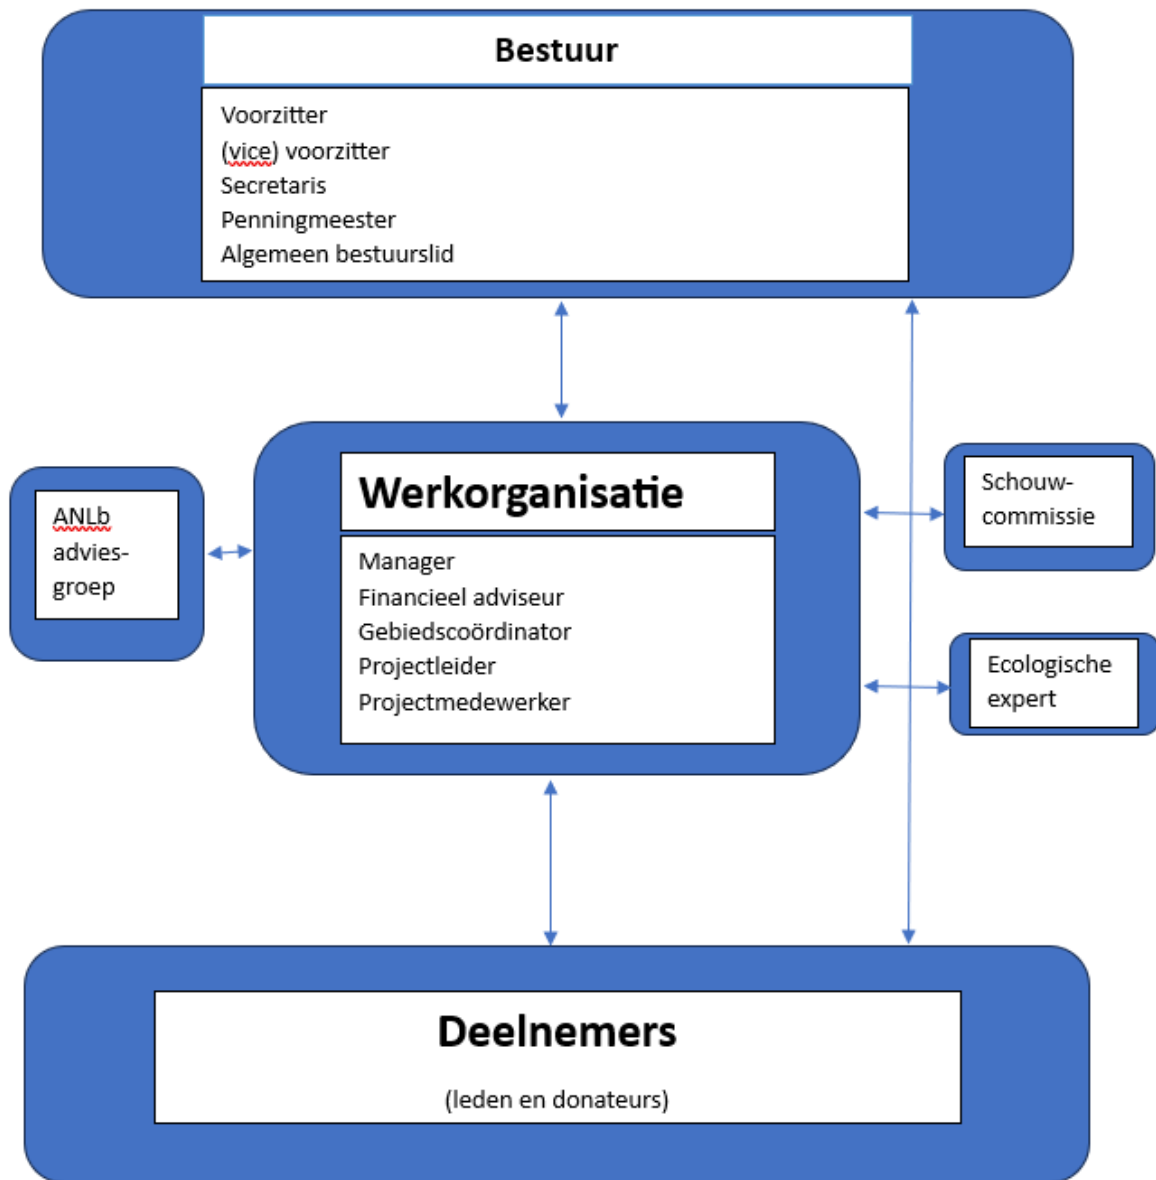 Bestuur
Voorzitter
(vice) voorzitter
Secretaris
Penningmeester
Algemeen bestuurslid
ANLb
advies-
groep
Werkorganisatie
Manager
Financieel adviseur
Gebiedscoördinator
Projectleider
Projectmedewerker
Schouw-
commissie
Ecologische
expert
Deelnemers
(leden en donateurs)